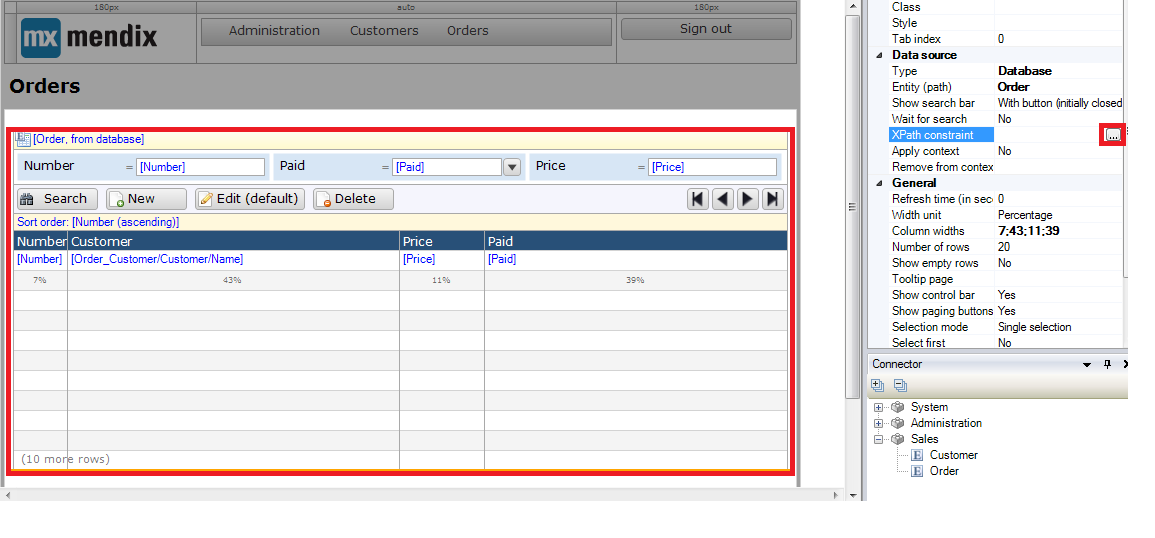 180px auto 180px
mx mendix Administration Customers Orders Sign out
Orders
[Order, from database]
Number = [Number] Paid = [Paid] Price = [Price]
Search New Edit (default) Delete
Sort order: [Number (ascending)]
Number Customer Price Paid
[Number] [Order_Customer/Customer/Name] [Price] [Paid]
7% 43% 11% 39%
(10 more rows)
Class
Style
Tab index 0
Data source
Type Database
Entity (path) Order
Show search bar With button (initially closed
Wait for search No
XPath constraint ...
Apply context No
Remove from contex
General
Refresh time (in sec 0
Width unit Percentage
Column widths 7;43;11;39
Number of rows 20
Show empty rows No
Tooltip page
Show control bar Yes
Show paging buttons Yes
Selection mode Single selection
Select first No
Connector
System
Administration
Sales
E Customer
E Order